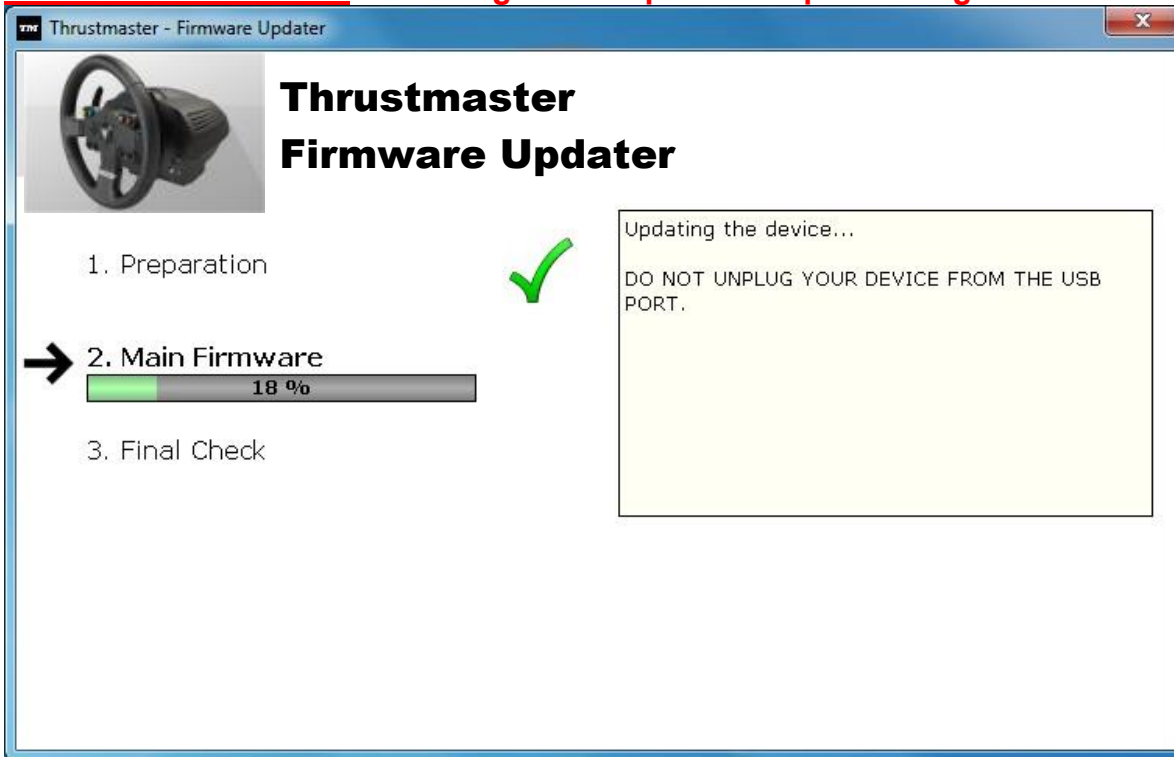 Thrustmaster - Firmware Updater
Thrustmaster
Firmware Updater
1. Preparation
2. Main Firmware
18 %
3. Final Check
Updating the device...
DO NOT UNPLUG YOUR DEVICE FROM THE USB
PORT.